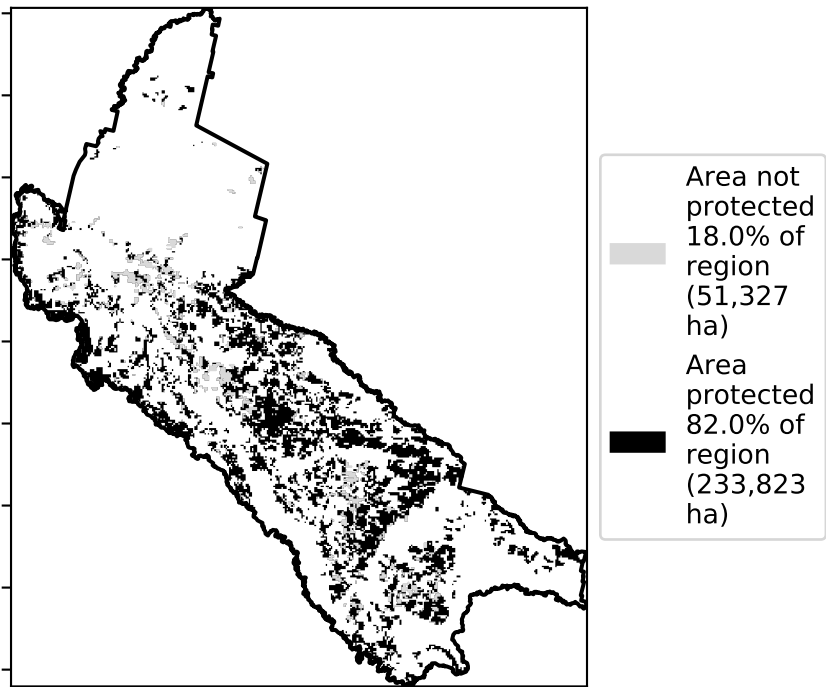 Area not
protected
18.0% of
region
(51,327
ha)
Area
protected
82.0% of
region
(233,823
ha)